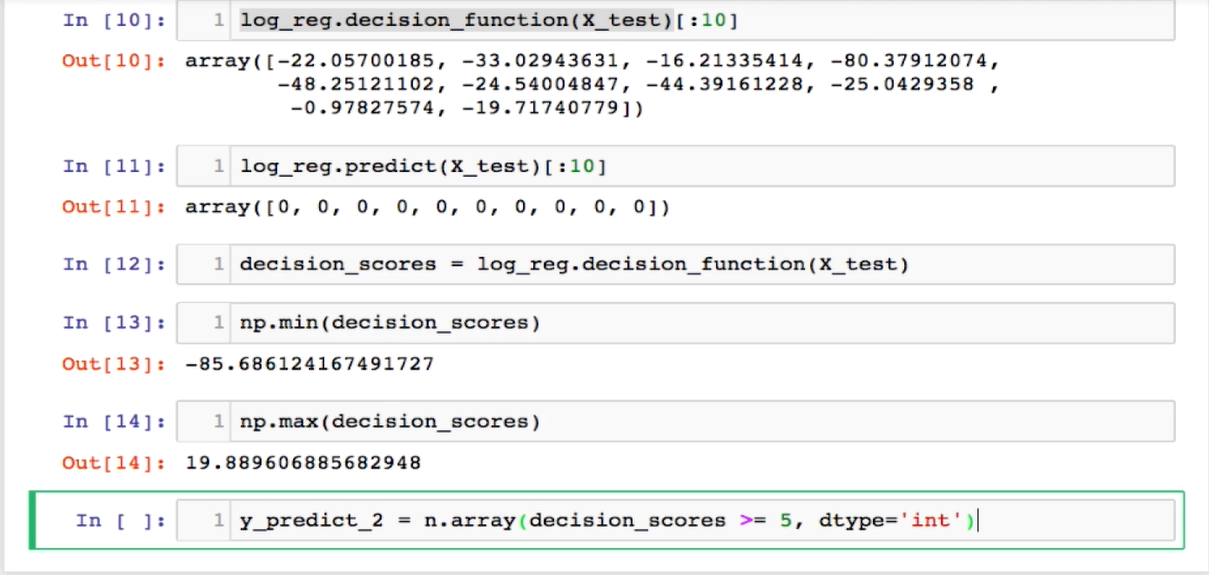 In [10]: 1 log_reg.decision_function(X_test)[:10]
Out[10]: array([-22.05700185, -33.02943631, -16.21335414, -80.37912074,
-48.25121102, -24.54004847, -44.39161228, -25.0429358 ,
-0.97827574, -19.71740779])
In [11]: 1 log_reg.predict(X_test)[:10]
Out[11]: array([0, 0, 0, 0, 0, 0, 0, 0, 0, 0])
In [12]: 1 decision_scores = log_reg.decision_function(X_test)
In [13]: 1 np.min(decision_scores)
Out[13]: -85.686124167491727
In [14]: 1 np.max(decision_scores)
Out[14]: 19.889606885682948
In [ ]: 1 y_predict_2 = n.array(decision_scores >= 5, dtype='int')